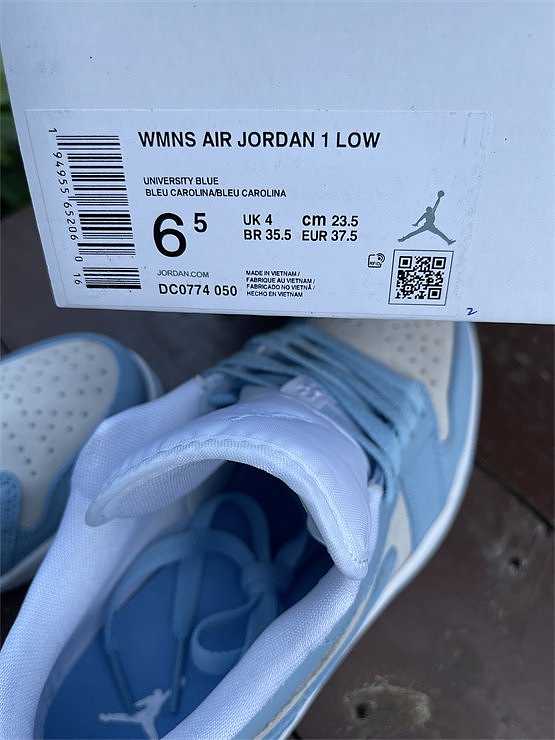 WMNS AIR JORDAN 1 LOW
UNIVERSITY BLUE
BLEU CAROLINA/BLEU CAROLINA
6 5
UK 4 cm 23.5
BR 35.5 EUR 37.5
JORDAN.COM
DC0774 050
MADE IN VIETNAM /
FABRIQUE AU VIETNAM /
FABRICADO NO VIETNÃ /
HECHO EN VIETNAM
RFID
1 94955 65206 0 16
2